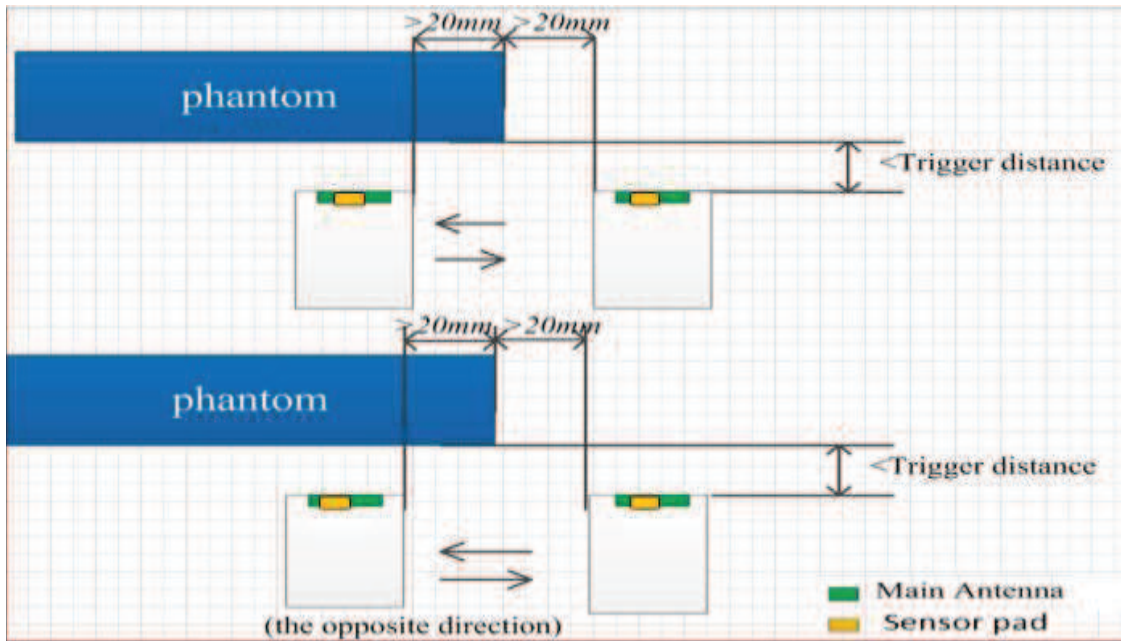 >20mm >20mm
phantom
<Trigger distance
>20mm >20mm
phantom
<Trigger distance
Main Antenna
(the opposite direction)
Sensor pad